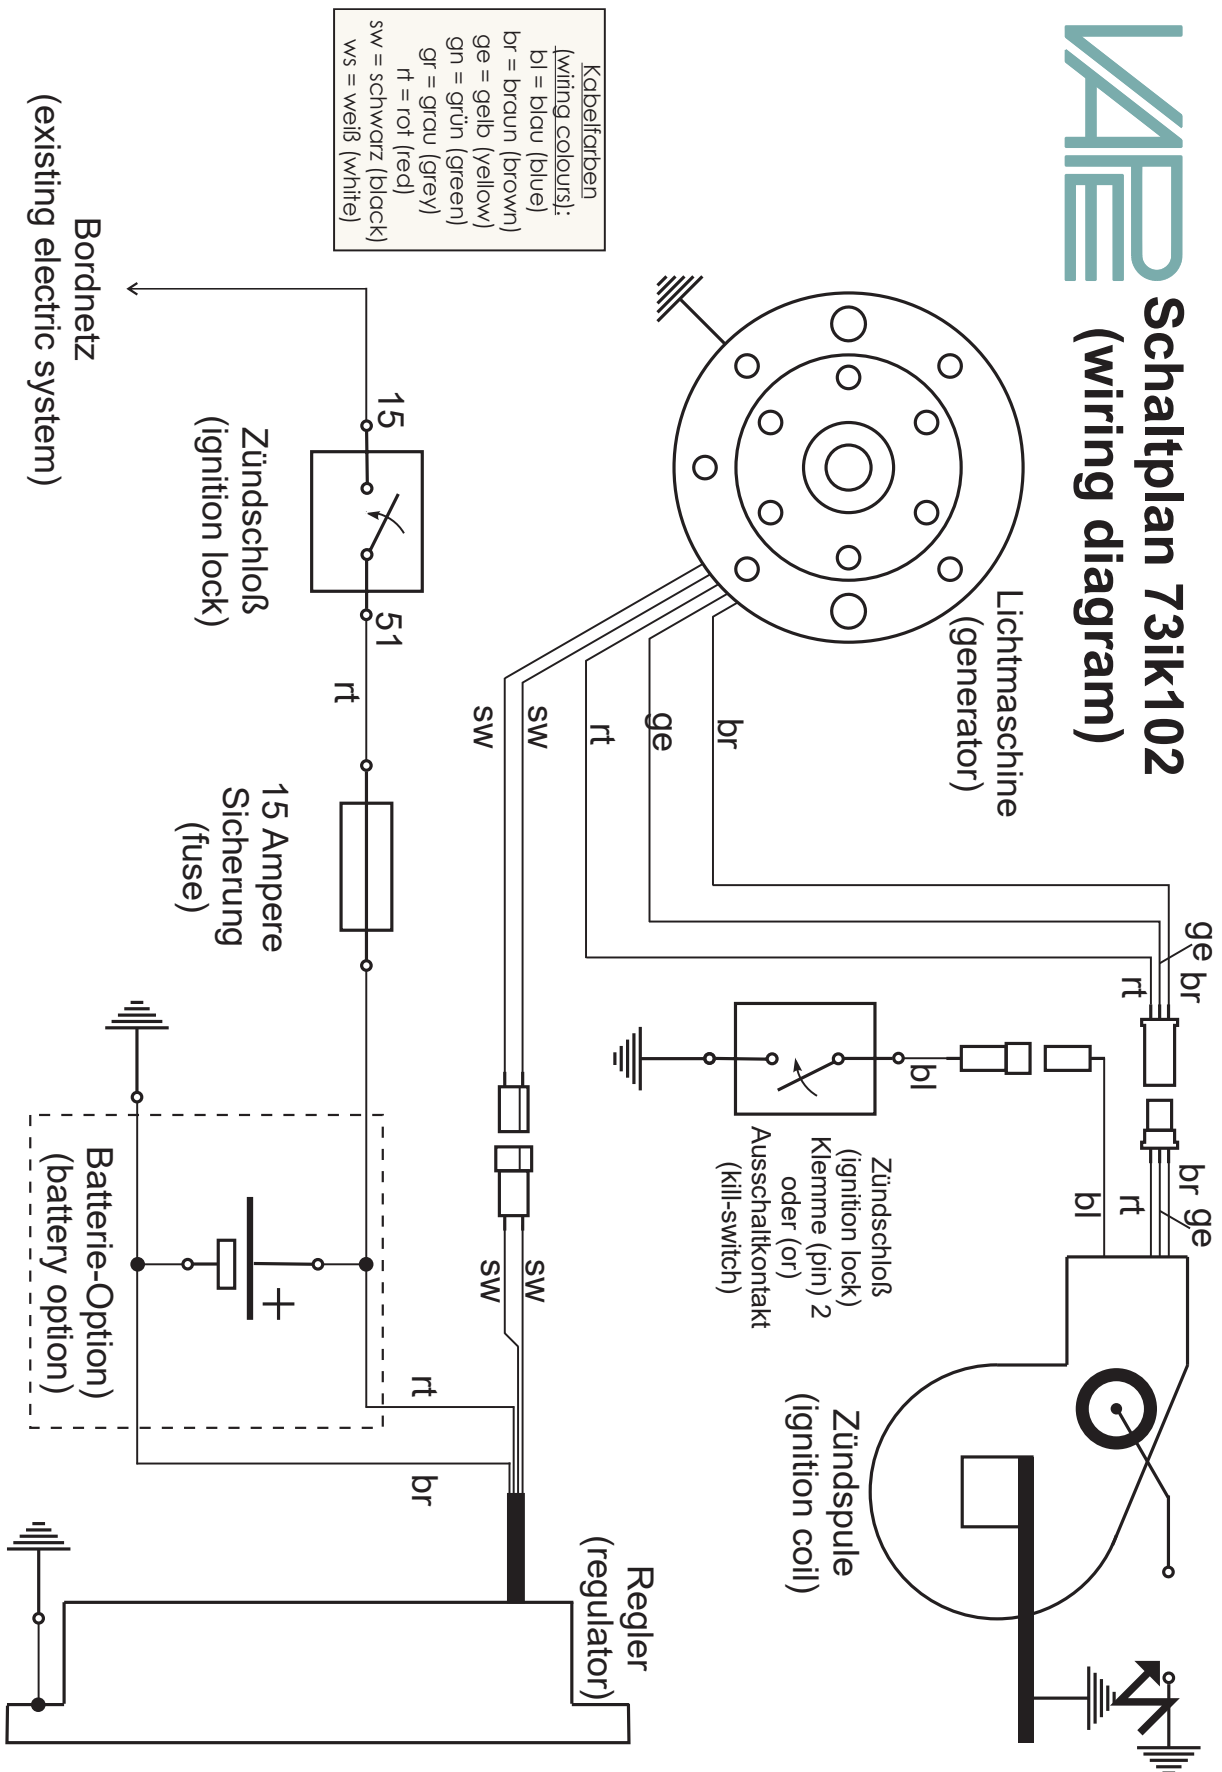 VAPE
Schaltplan 73ik102
(wiring diagram)
Kabelfarben
(wiring colours):
bl = blau (blue)
br = braun (brown)
ge = gelb (yellow)
gn = grün (green)
gr = grau (grey)
rt = rot (red)
sw = schwarz (black)
ws = weiß (white)
Lichtmaschine
(generator)
br
ge
rt
sw
sw
ge
br
rt
br
ge
rt
bl
bl
Zündschloß
(ignition lock)
Klemme (pin) 2
oder (or)
Ausschaltkontakt
(kill-switch)
Zündspule
(ignition coil)
Bordnetz
(existing electric system)
15
51
Zündschloß
(ignition lock)
rt
15 Ampere
Sicherung
(fuse)
sw
sw
+
Batterie-Option)
(battery option)
rt
br
Regler
(regulator)